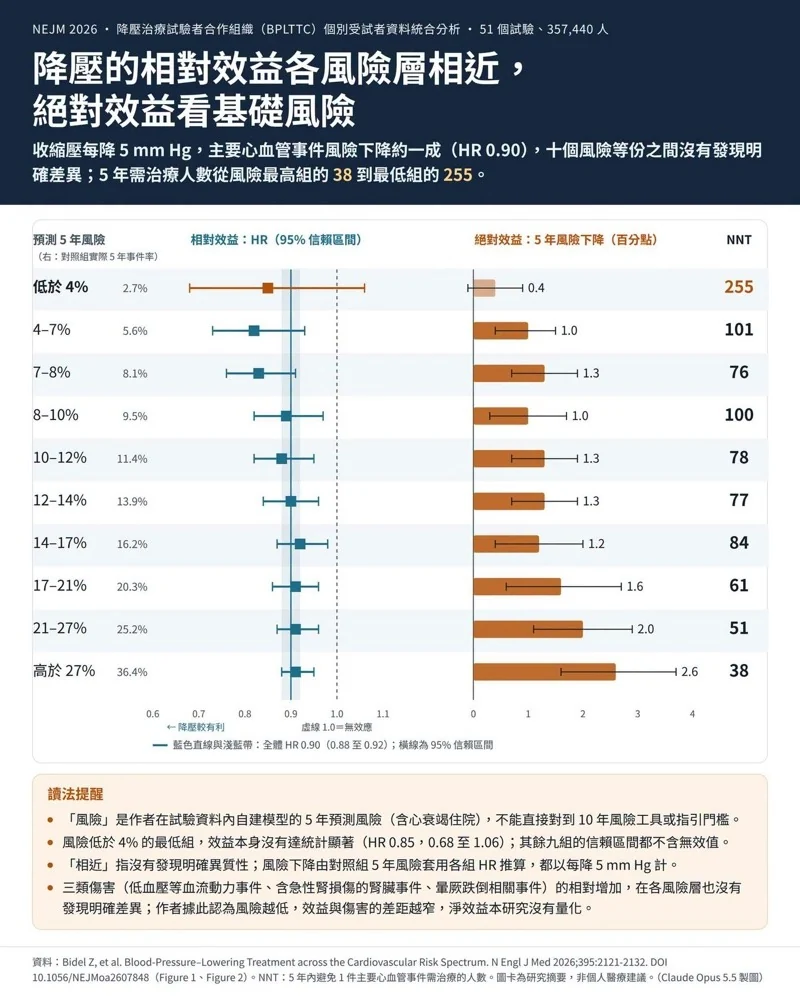 NEJM 2026 • 降壓治療試驗者合作組織（BPLTTC）個別受試者資料統合分析 • 51 個試驗、357,440 人
降壓的相對效益各風險層相近，
絕對效益看基礎風險
收縮壓每降 5 mm Hg，主要心血管事件風險下降約一成（HR 0.90），十個風險等份之間沒有發現明
確差異；5 年需治療人數從風險最高組的 38 到最低組的 255。
預測 5 年風險 相對效益：HR（95% 信賴區間） 絕對效益：5 年風險下降（百分點） NNT
（右：對照組實際 5 年事件率）
低於 4% 2.7% 0.4 255
4–7% 5.6% 1.0 101
7–8% 8.1% 1.3 76
8–10% 9.5% 1.0 100
10–12% 11.4% 1.3 78
12–14% 13.9% 1.3 77
14–17% 16.2% 1.2 84
17–21% 20.3% 1.6 61
21–27% 25.2% 2.0 51
高於 27% 36.4% 2.6 38
0.6 0.7 0.8 0.9 1.0 1.1 0 1 2 3 4
← 降壓較有利 虛線 1.0＝無效應
藍色直線與淺藍帶：全體 HR 0.90（0.88 至 0.92）；橫線為 95% 信賴區間
讀法提醒
• 「風險」是作者在試驗資料內自建模型的 5 年預測風險（含心衰竭住院），不能直接對到 10 年風險工具或指引門檻。
• 風險低於 4% 的最低組，效益本身沒有達統計顯著（HR 0.85，0.68 至 1.06）；其餘九組的信賴區間都不含無效值。
• 「相近」指沒有發現明確異質性；風險下降由對照組 5 年風險套用各組 HR 推算，都以每降 5 mm Hg 計。
• 三類傷害（低血壓等血流動力事件、含急性腎損傷的腎臟事件、暈厥跌倒相關事件）的相對增加，在各風險層也沒有
發現明確差異；作者據此認為風險越低，效益與傷害的差距越窄，淨效益本研究沒有量化。
資料：Bidel Z, et al. Blood-Pressure–Lowering Treatment across the Cardiovascular Risk Spectrum. N Engl J Med 2026;395:2121-2132. DOI
10.1056/NEJMoa2607848（Figure 1、Figure 2）。NNT：5 年內避免 1 件主要心血管事件需治療的人數。圖卡為研究摘要，非個人醫療建議。（Claude Opus 5.5 製圖）